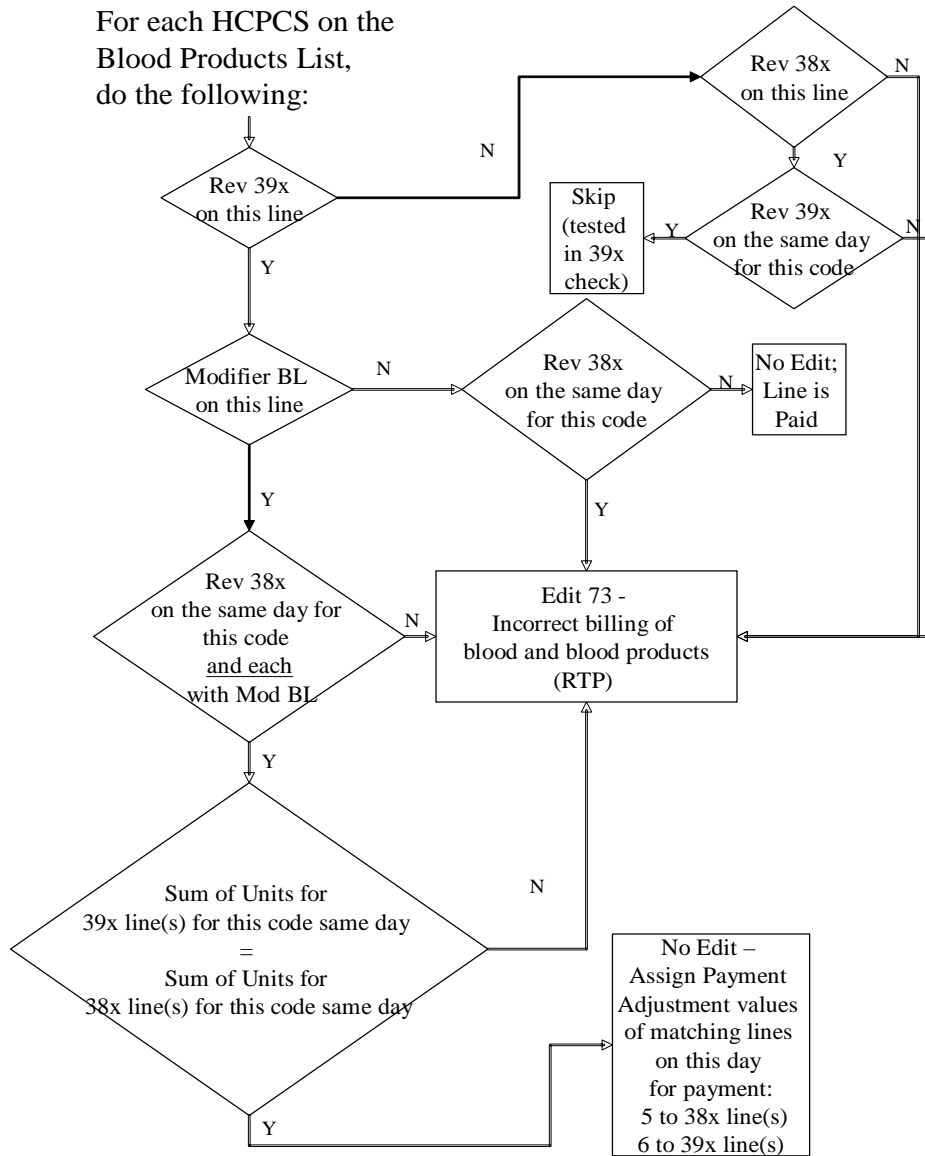 For each HCPCS on the
Blood Products List,
do the following:
Rev 38x
on this line
N
N
Y
Rev 39x
on this line
Skip
(tested
in 39x
check)
Y
Rev 39x
on the same day
for this code
N
Y
Modifier BL
on this line
N
Rev 38x
on the same day
for this code
N
No Edit;
Line is
Paid
Y
Y
Rev 38x
on the same day for
this code
and each
with Mod BL
N
Edit 73 -
Incorrect billing of
blood and blood products
(RTP)
Y
Sum of Units for
39x line(s) for this code same day
=
Sum of Units for
38x line(s) for this code same day
N
No Edit –
Assign Payment
Adjustment values
of matching lines
on this day
for payment:
5 to 38x line(s)
6 to 39x line(s)
Y